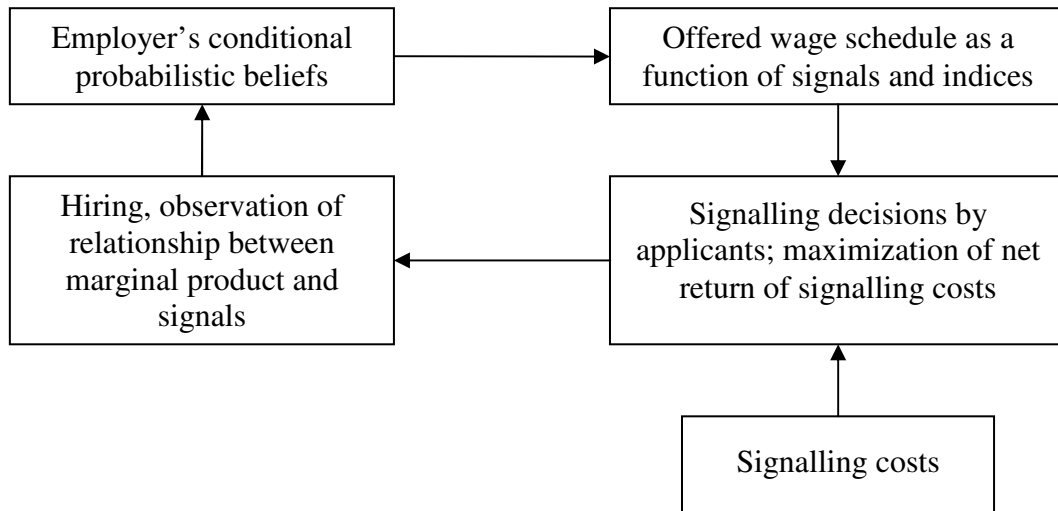 Employer’s conditional
probabilistic beliefs
Offered wage schedule as a
function of signals and indices
Hiring, observation of
relationship between
marginal product and
signals
Signalling decisions by
applicants; maximization of net
return of signalling costs
Signalling costs